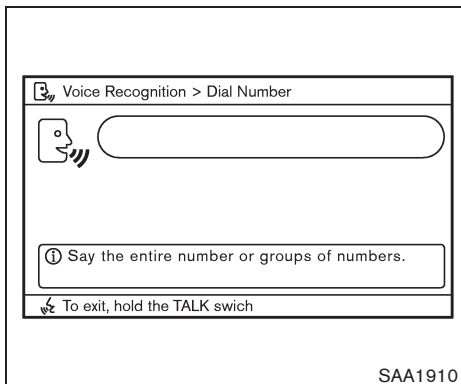 Voice Recognition > Dial Number
Say the entire number or groups of numbers.
To exit, hold the TALK swich
SAA1910